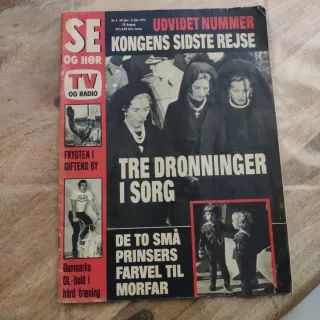 SE
OG HØR
TV
OG RADIO
UDVIDET NUMMER
KONGENS SIDSTE REJSE
FRYGTEN I
GIFTENS BY
TRE DRONNINGER
I SORG
DE TO SMÅ
PRINSERS
FARVEL TIL
MORFAR
Danmarks
OL-hold i
hård træning